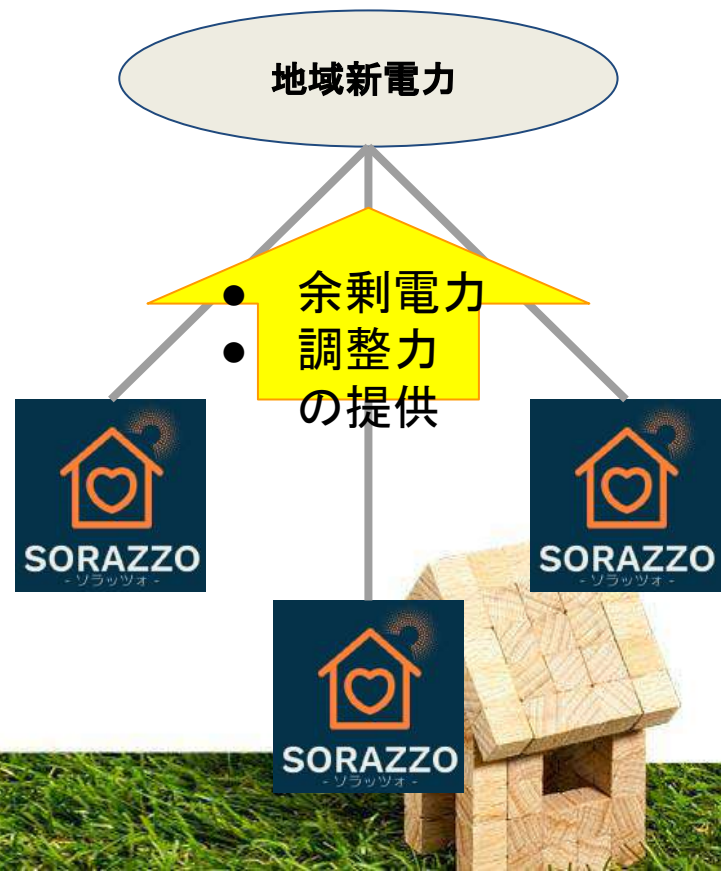 地域新電力
● 余剰電力
● 調整力
の提供
SORAZZO
- ソラッツォ -
SORAZZO
- ソラッツォ -
SORAZZO
- ソラッツォ -